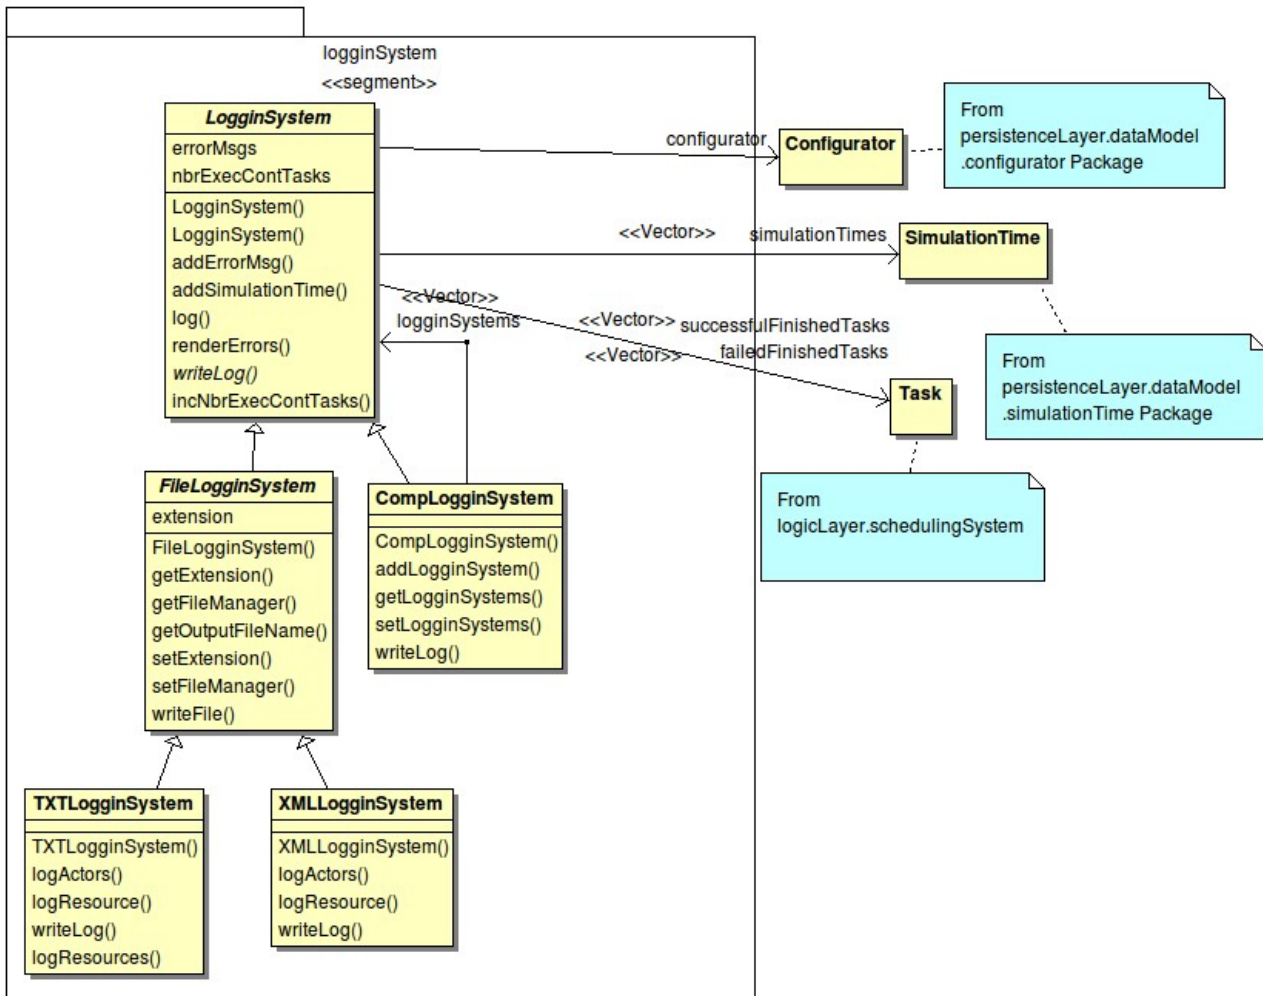 logginSystem
<<segment>>
LogginSystem
errorMsgs
nbrExecContTasks
LogginSystem()
LogginSystem()
addErrorMsg()
addSimulationTime()
log()
renderErrors()
writeLog()
incNbrExecContTasks()
configurator
Configurator
From
persistenceLayer.dataModel
.configurator Package
<<Vector>>
simulationTimes
SimulationTime
From
persistenceLayer.dataModel
.simulationTime Package
<<Vector>>
logginSystems
<<Vector>>
successfulFinishedTasks
<<Vector>>
failedFinishedTasks
Task
From
logicLayer.schedulingSystem
FileLogginSystem
extension
FileLogginSystem()
getExtension()
getFileManager()
getOutputFileName()
setExtension()
setFileManager()
writeFile()
CompLogginSystem
CompLogginSystem()
addLogginSystem()
getLogginSystems()
setLogginSystems()
writeLog()
TXTLogginSystem
TXTLogginSystem()
logActors()
logResource()
writeLog()
logResources()
XMLLogginSystem
XMLLogginSystem()
logActors()
logResource()
writeLog()